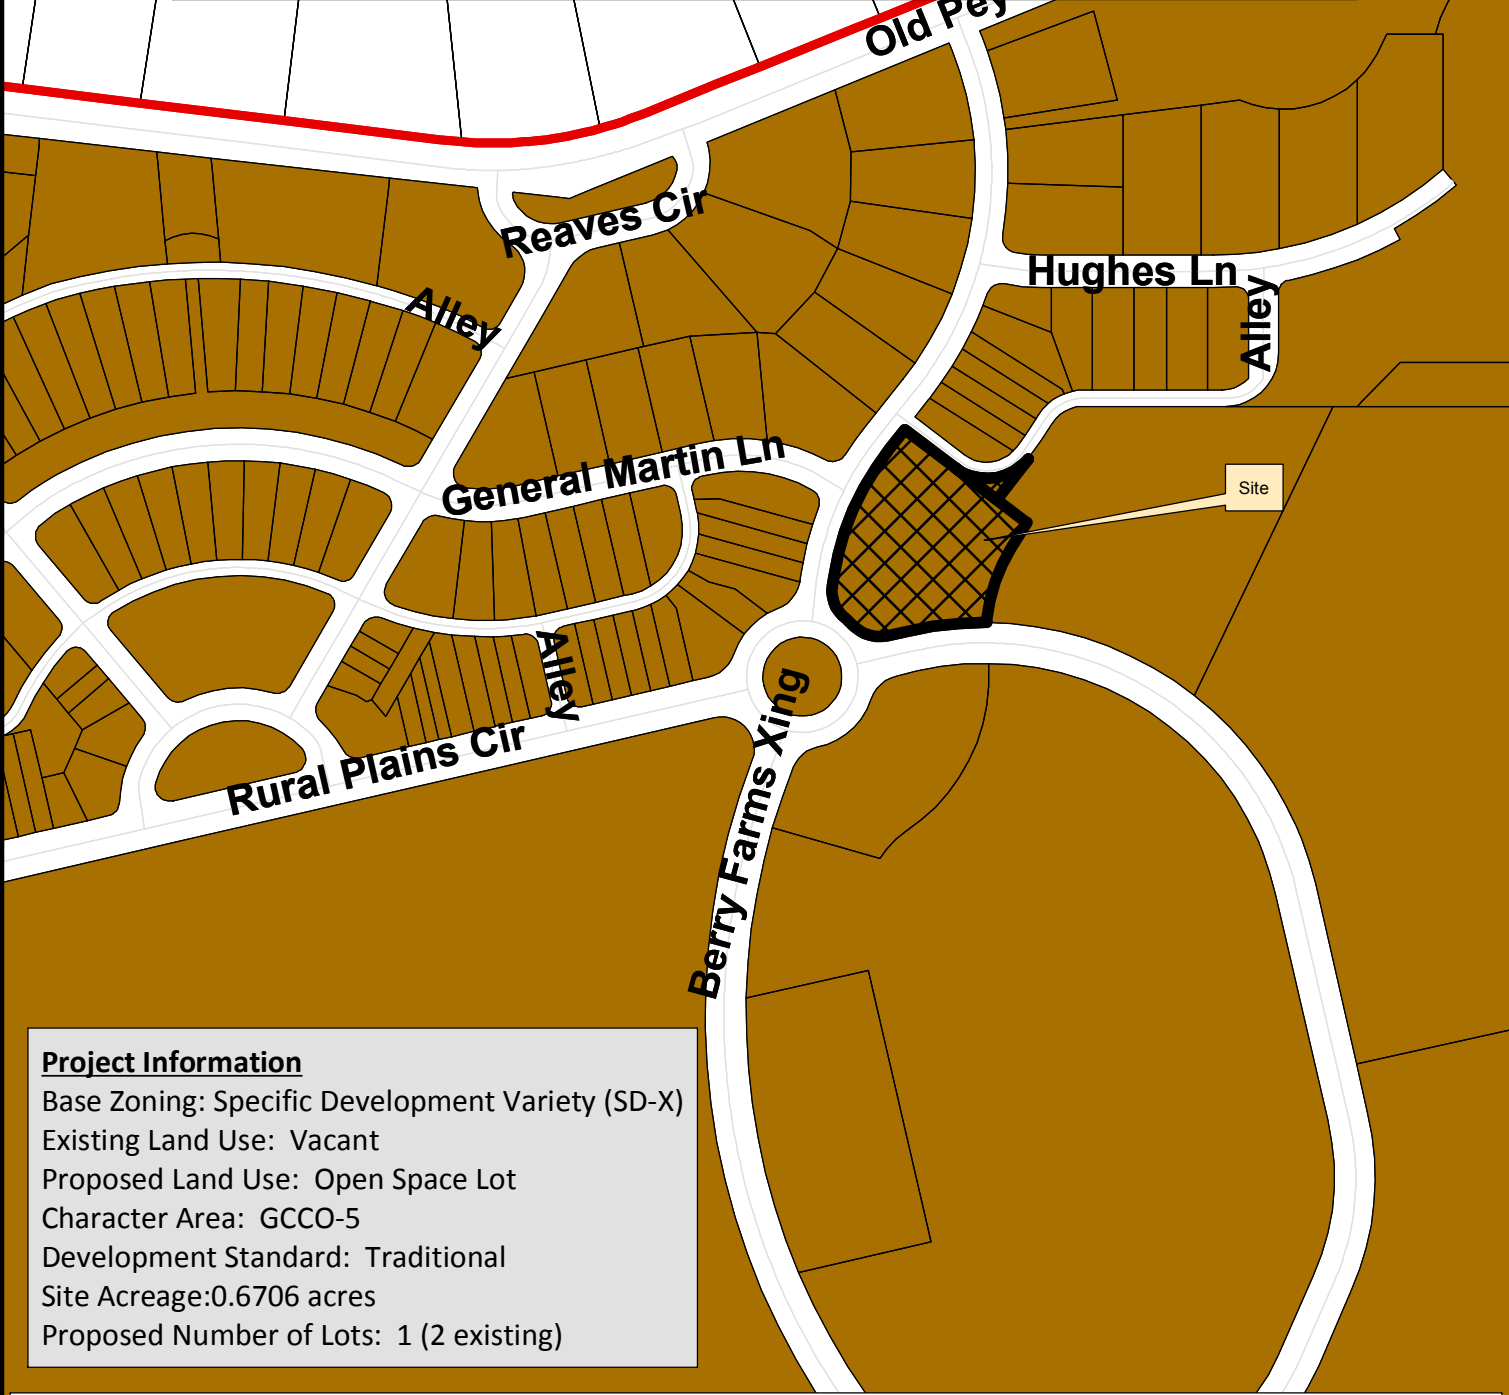 Old Pey
Reaves Cir
Hughes Ln
Alley
Alley
General Martin Ln
Site
Alley
Rural Plains Cir
Berry Farms Xing
Project Information
Base Zoning: Specific Development Variety (SD-X)
Existing Land Use: Vacant
Proposed Land Use: Open Space Lot
Character Area: GCCO-5
Development Standard: Traditional
Site Acreage:0.6706 acres
Proposed Number of Lots: 1 (2 existing)